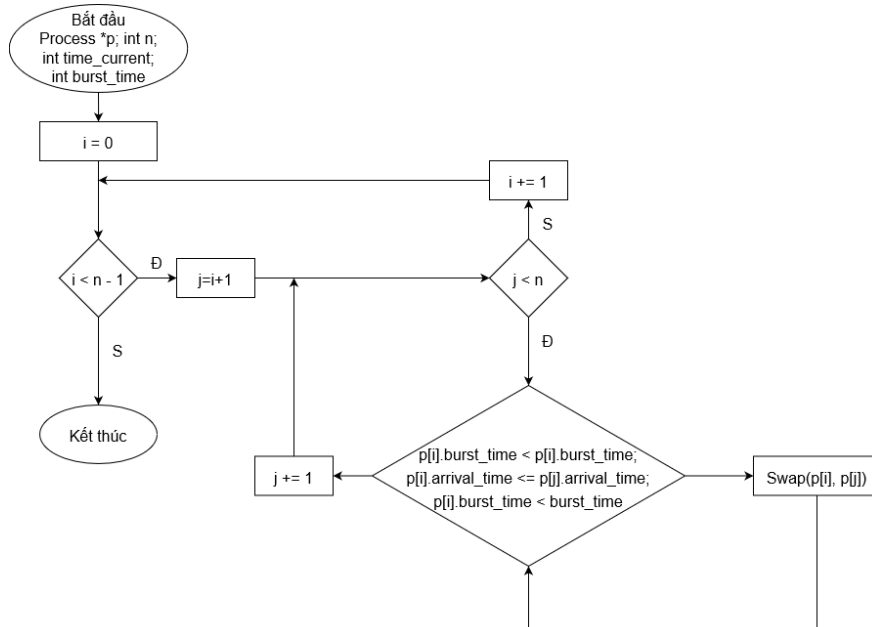 Bắt đầu
Process *p; int n;
int time_current;
int burst_time
i = 0
i += 1
S
i < n - 1
Đ
j=i+1
j < n
S
Đ
Kết thúc
p[i].burst_time < p[i].burst_time;
p[i].arrival_time <= p[j].arrival_time;
p[i].burst_time < burst_time
j += 1
Swap(p[i], p[j])